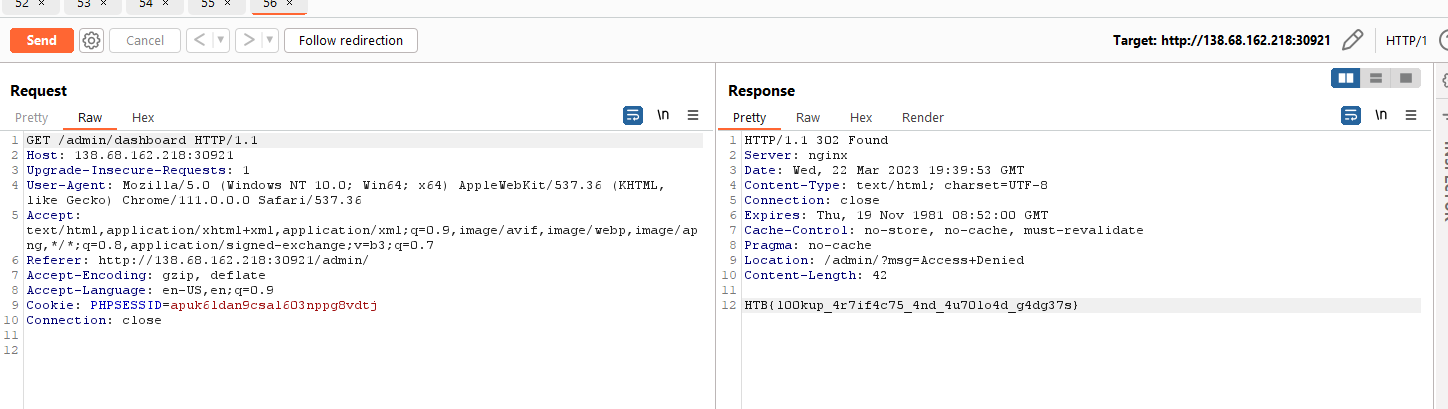 52 × 53 × 54 × 55 × 56 ×
Send Cancel < > Follow redirection Target: http://138.68.162.218:30921 HTTP/1
Request
Pretty Raw Hex \n
1 GET /admin/dashboard HTTP/1.1
2 Host: 138.68.162.218:30921
3 Upgrade-Insecure-Requests: 1
4 User-Agent: Mozilla/5.0 (Windows NT 10.0; Win64; x64) AppleWebKit/537.36 (KHTML,
like Gecko) Chrome/111.0.0.0 Safari/537.36
5 Accept:
text/html,application/xhtml+xml,application/xml;q=0.9,image/avif,image/webp,image/ap
ng,*/*;q=0.8,application/signed-exchange;v=b3;q=0.7
6 Referer: http://138.68.162.218:30921/admin/
7 Accept-Encoding: gzip, deflate
8 Accept-Language: en-US,en;q=0.9
9 Cookie: PHPSESSID=apuk61dan9csal603nppg8vdtj
10 Connection: close
11
12
Response
Pretty Raw Hex Render \n
1 HTTP/1.1 302 Found
2 Server: nginx
3 Date: Wed, 22 Mar 2023 19:39:53 GMT
4 Content-Type: text/html; charset=UTF-8
5 Connection: close
6 Expires: Thu, 19 Nov 1981 08:52:00 GMT
7 Cache-Control: no-store, no-cache, must-revalidate
8 Pragma: no-cache
9 Location: /admin/?msg=Access+Denied
10 Content-Length: 42
11
12 HTB{l00kup_4r7if4c75_4nd_4u70lo4d_g4dg37s}